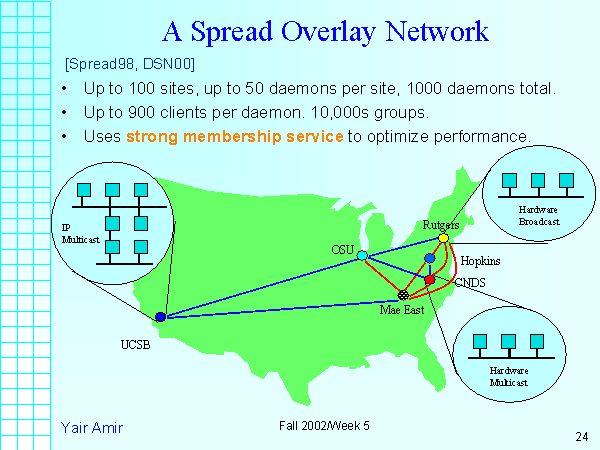 A Spread Overlay Network
[Spread98, DSN00]
• Up to 100 sites, up to 50 daemons per site, 1000 daemons total.
• Up to 900 clients per daemon. 10,000s groups.
• Uses strong membership service to optimize performance.
IP
Multicast
Hardware
Broadcast
Rutgers
OSU
Hopkins
CNDS
Mae East
UCSB
Hardware
Multicast
Yair Amir
Fall 2002/Week 5
24